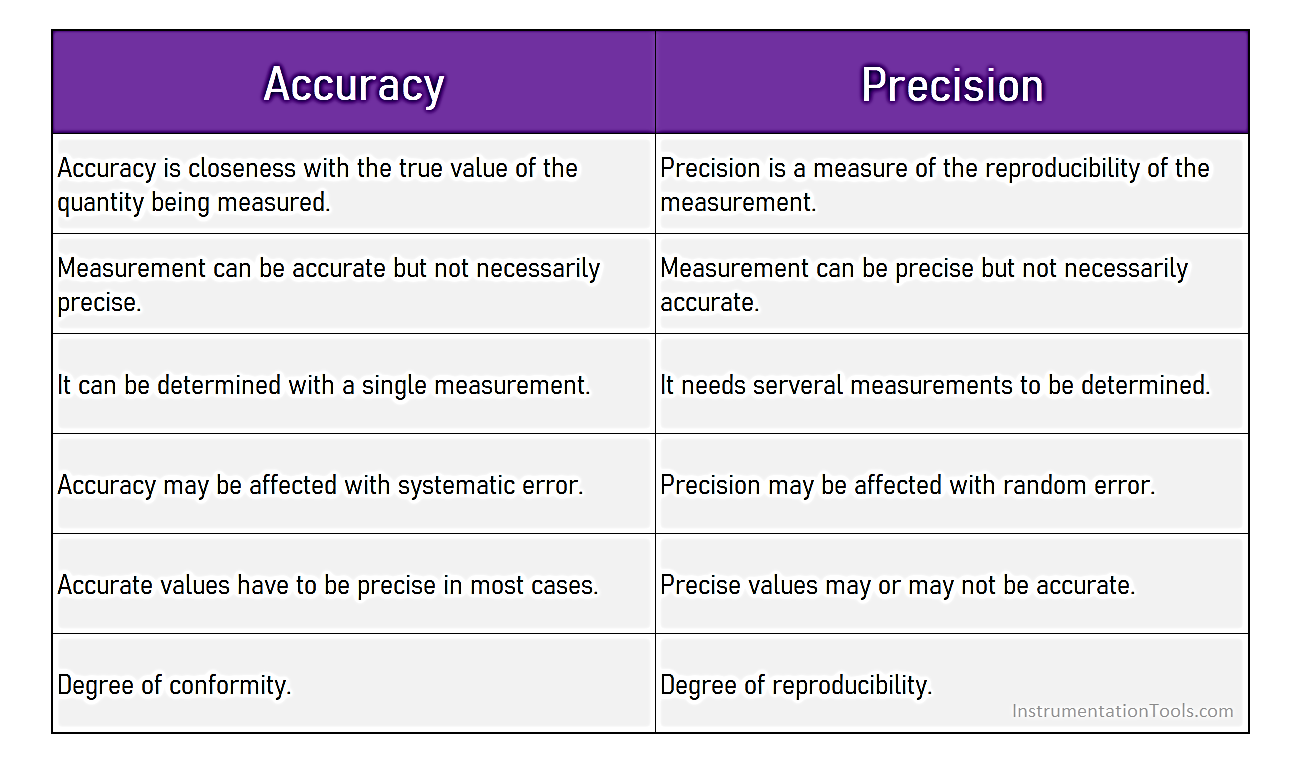 Accuracy
Precision
Accuracy is closeness with the true value of the
quantity being measured.
Precision is a measure of the reproducibility of the
measurement.
Measurement can be accurate but not necessarily
precise.
Measurement can be precise but not necessarily
accurate.
It can be determined with a single measurement.
It needs serveral measurements to be determined.
Accuracy may be affected with systematic error.
Precision may be affected with random error.
Accurate values have to be precise in most cases.
Precise values may or may not be accurate.
Degree of conformity.
Degree of reproducibility.
InstrumentationTools.com